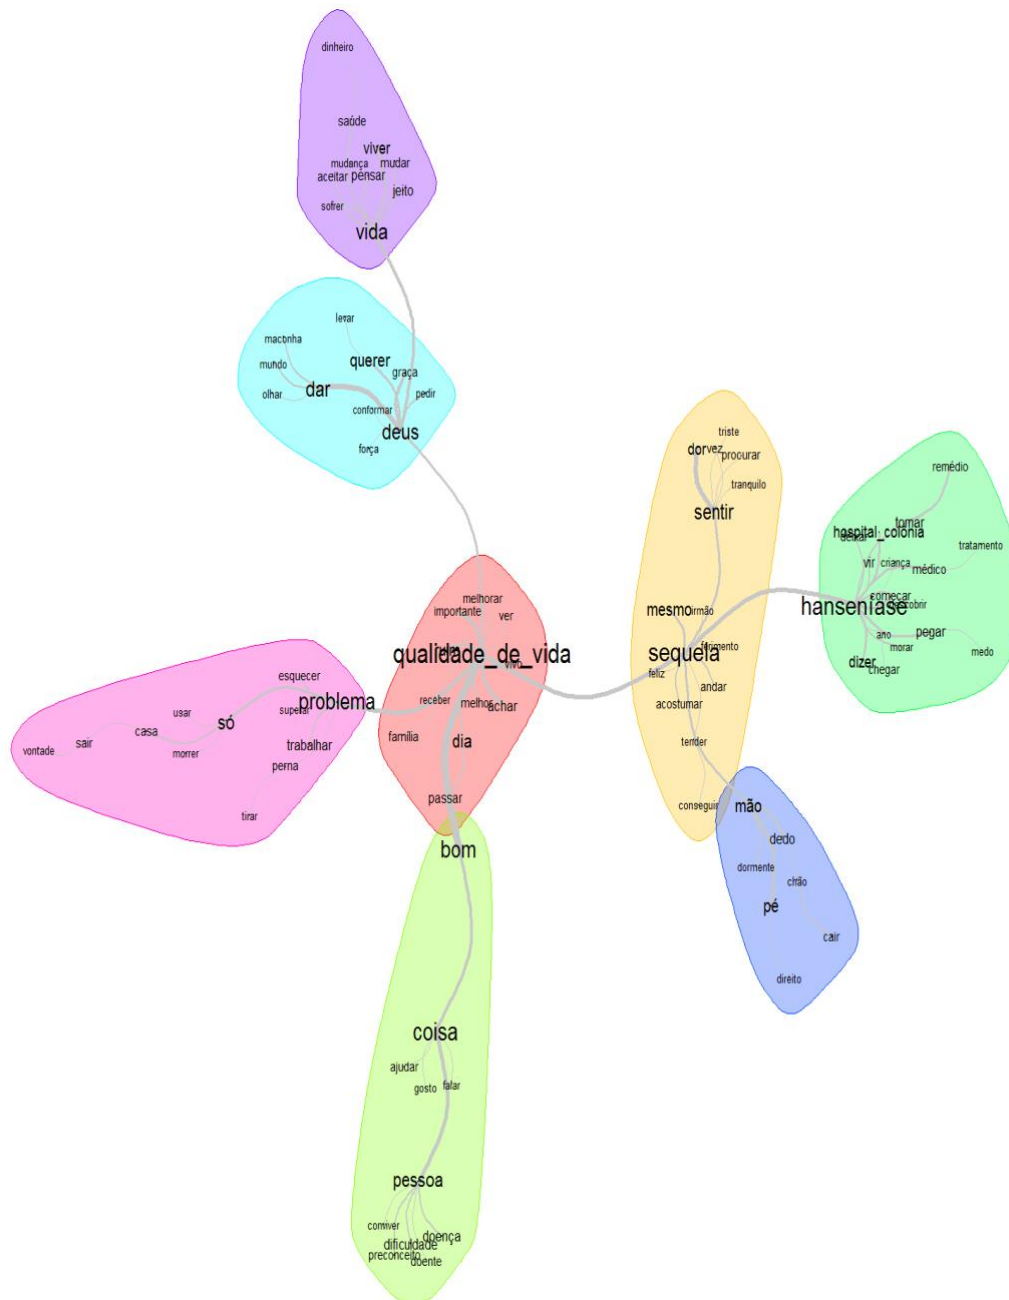 dinheiro
saúde
viver
mudança
mudar
aceitar
pensar
jeito
sofrer
vida
levar
maconha
querer
mundo
graça
dar
olhar
pedir
conformar
deus
força
triste
dor
vez
procurar
tranquilo
sentir
remédio
tomar
hospital_colônia
deixar
tratamento
vir
criança
médico
começar
descobrir
hanseníase
ano
pegar
morar
medo
dizer
chegar
mesmo
irmão
ferimento
sequela
feliz
andar
acostumar
tender
conseguir
melhorar
importante
ver
qualidade_de_vida
vivo
receber
melhor
achar
família
dia
passar
esquecer
problema
usar
superar
só
casa
sair
vontade
morrer
trabalhar
perna
tirar
mão
dedo
dormente
chão
pé
cair
direito
bom
coisa
ajudar
gosto
falar
pessoa
conviver
doença
dificuldade
preconceito
doente